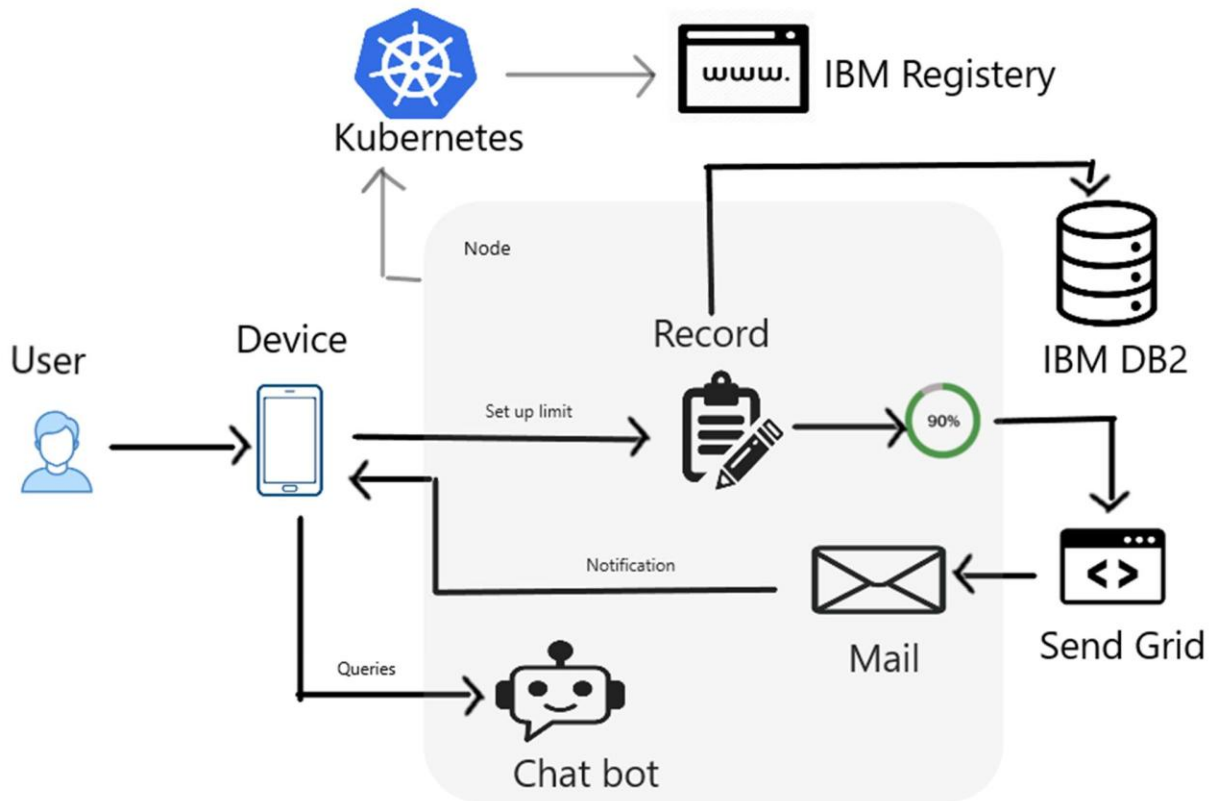 www.
IBM Registery
Kubernetes
Node
Record
IBM DB2
User
Device
Set up limit
90%
Notification
Mail
Send Grid
Queries
Chat bot